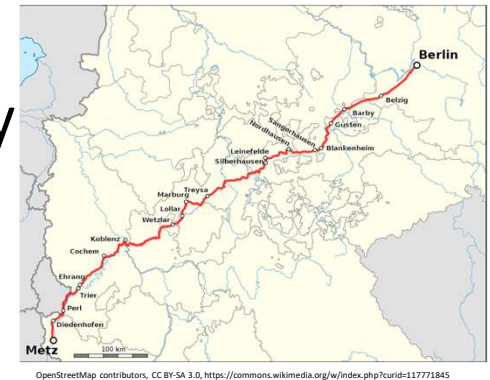 y
Berlin
Belzig
Barby
Güsten
Sangerhausen
Nordhausen
Blankenheim
Leinefelde
Silberhausen
Treysa
Marburg
Lollar
Wetzlar
Koblenz
Cochem
Ehrang
Trier
Perl
Diedenhofen
Metz
100 km
OpenStreetMap contributors, CC BY-SA 3.0, https://commons.wikimedia.org/w/index.php?curid=117771845